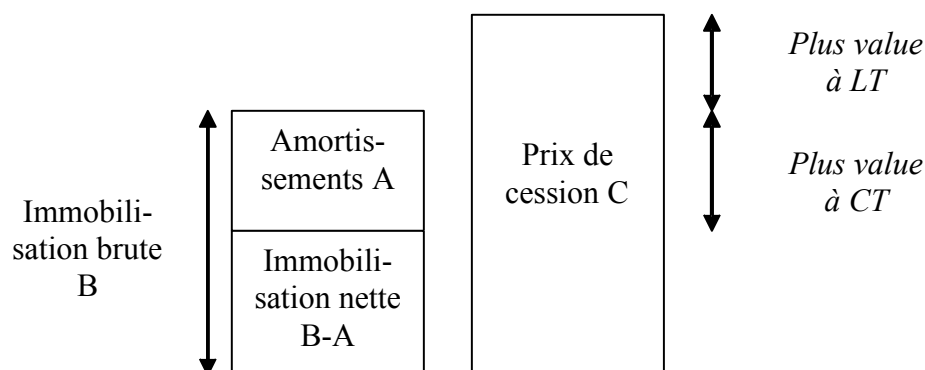 Immobili-
sation brute
B
Amortis-
sements A
Immobili-
sation nette
B-A
Prix de
cession C
Plus value
à LT
Plus value
à CT